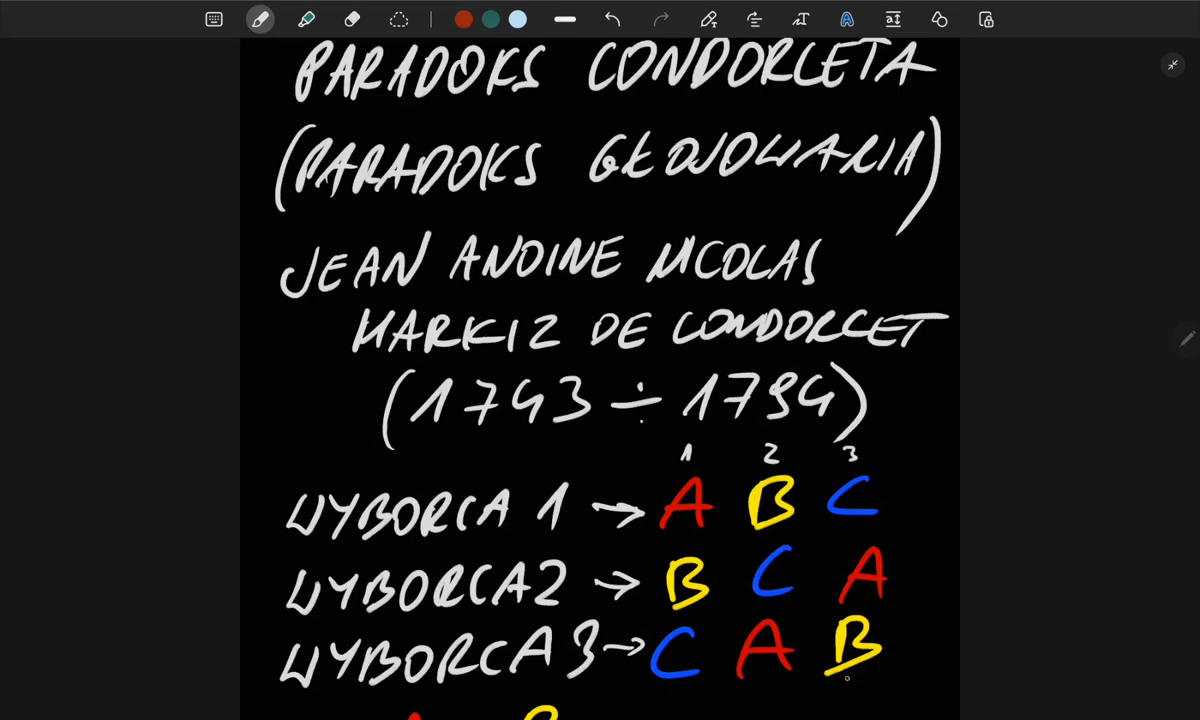 PARADOKS CONDORCETA
(PARADOKS GŁOSOWANIA)
JEAN ANOINE NICOLAS
MARKIZ DE CONDORCET
(1743 ÷ 1794)
1 2 3
WYBORCA 1 → A B C
WYBORCA 2 → B C A
WYBORCA 3 → C A B